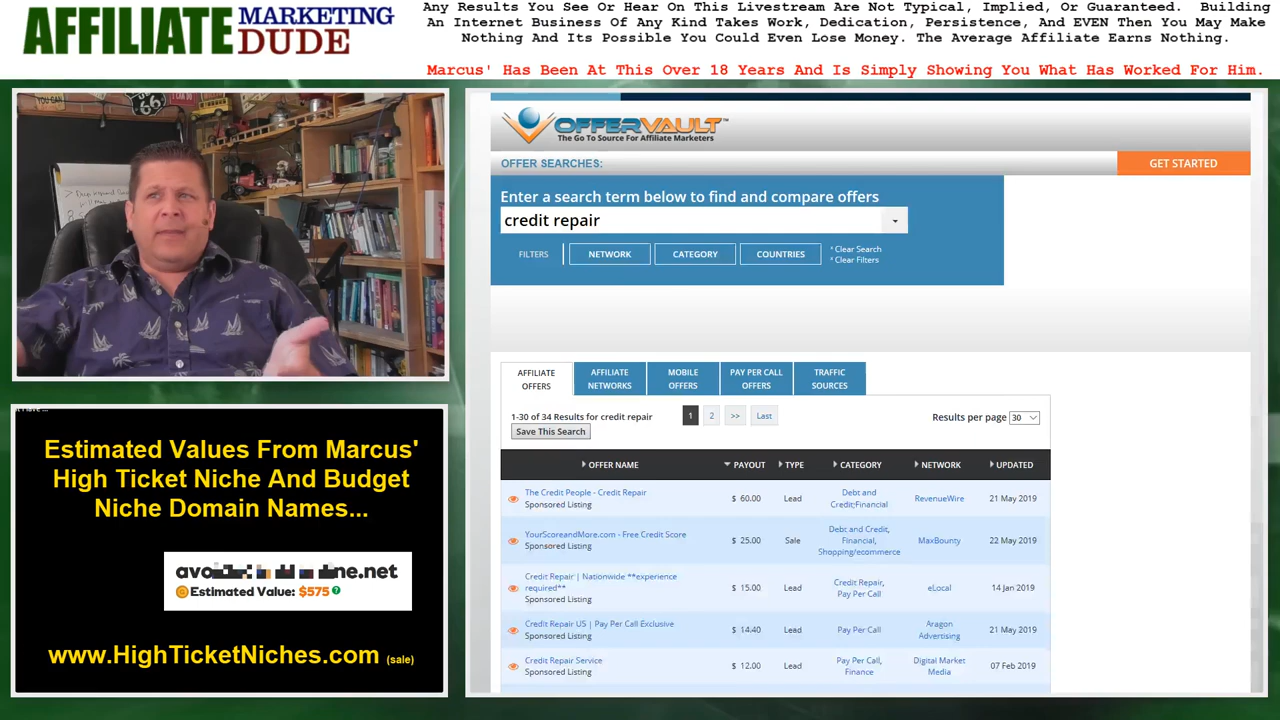 AFFILIATE MARKETING DUDE
Any Results You See Or Hear On This Livestream Are Not Typical, Implied, Or Guaranteed. Building
An Internet Business Of Any Kind Takes Work, Dedication, Persistence, And EVEN Then You May Make
Nothing And Its Possible You Could Even Lose Money. The Average Affiliate Earns Nothing.
Marcus' Has Been At This Over 18 Years And Is Simply Showing You What Has Worked For Him.
YOU CAN
66
OFFERVAULT
The Go To Source For Affiliate Marketers
OFFER SEARCHES:
GET STARTED
Enter a search term below to find and compare offers
credit repair
FILTERS NETWORK CATEGORY COUNTRIES
* Clear Search
* Clear Filters
AFFILIATE OFFERS
AFFILIATE NETWORKS
MOBILE OFFERS
PAY PER CALL OFFERS
TRAFFIC SOURCES
1-30 of 34 Results for credit repair
1 2 >> Last
Results per page 30
Save This Search
OFFER NAME PAYOUT TYPE CATEGORY NETWORK UPDATED
The Credit People - Credit Repair
Sponsored Listing
$ 60.00 Lead
Debt and
Credit;Financial
RevenueWire
21 May 2019
YourScoreandMore.com - Free Credit Score
Sponsored Listing
$ 25.00 Sale
Debt and Credit,
Financial,
Shopping/ecommerce
MaxBounty
22 May 2019
Credit Repair | Nationwide **experience
required**
Sponsored Listing
$ 15.00 Lead
Credit Repair,
Pay Per Call
eLocal
14 Jan 2019
Credit Repair US | Pay Per Call Exclusive
Sponsored Listing
$ 14.40 Lead
Pay Per Call
Aragon
Advertising
21 May 2019
Credit Repair Service
Sponsored Listing
$ 12.00 Lead
Pay Per Call,
Finance
Digital Market
Media
07 Feb 2019
Estimated Values From Marcus'
High Ticket Niche And Budget
Niche Domain Names...
Estimated Value: $575
www.HighTicketNiches.com (sale)